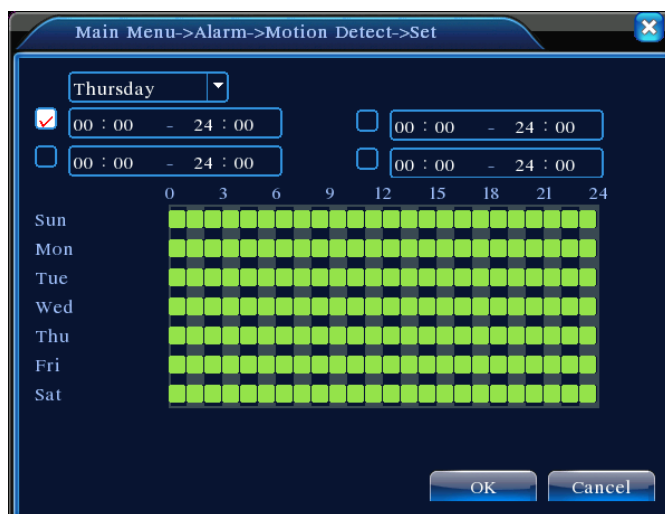 Main Menu->Alarm->Motion Detect->Set
Thursday
00 : 00 - 24 : 00 00 : 00 - 24 : 00
00 : 00 - 24 : 00 00 : 00 - 24 : 00
0 3 6 9 12 15 18 21 24
Sun
Mon
Tue
Wed
Thu
Fri
Sat
OK Cancel